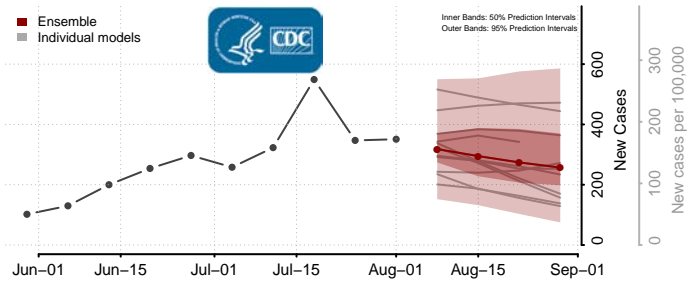 Ensemble
Individual models
CDC
Inner Bands: 50% Prediction Intervals
Outer Bands: 95% Prediction Intervals
600
400
200
0
New Cases
300
200
100
0
New cases per 100,000
Jun−01
Jun−15
Jul−01
Jul−15
Aug−01
Aug−15
Sep−01